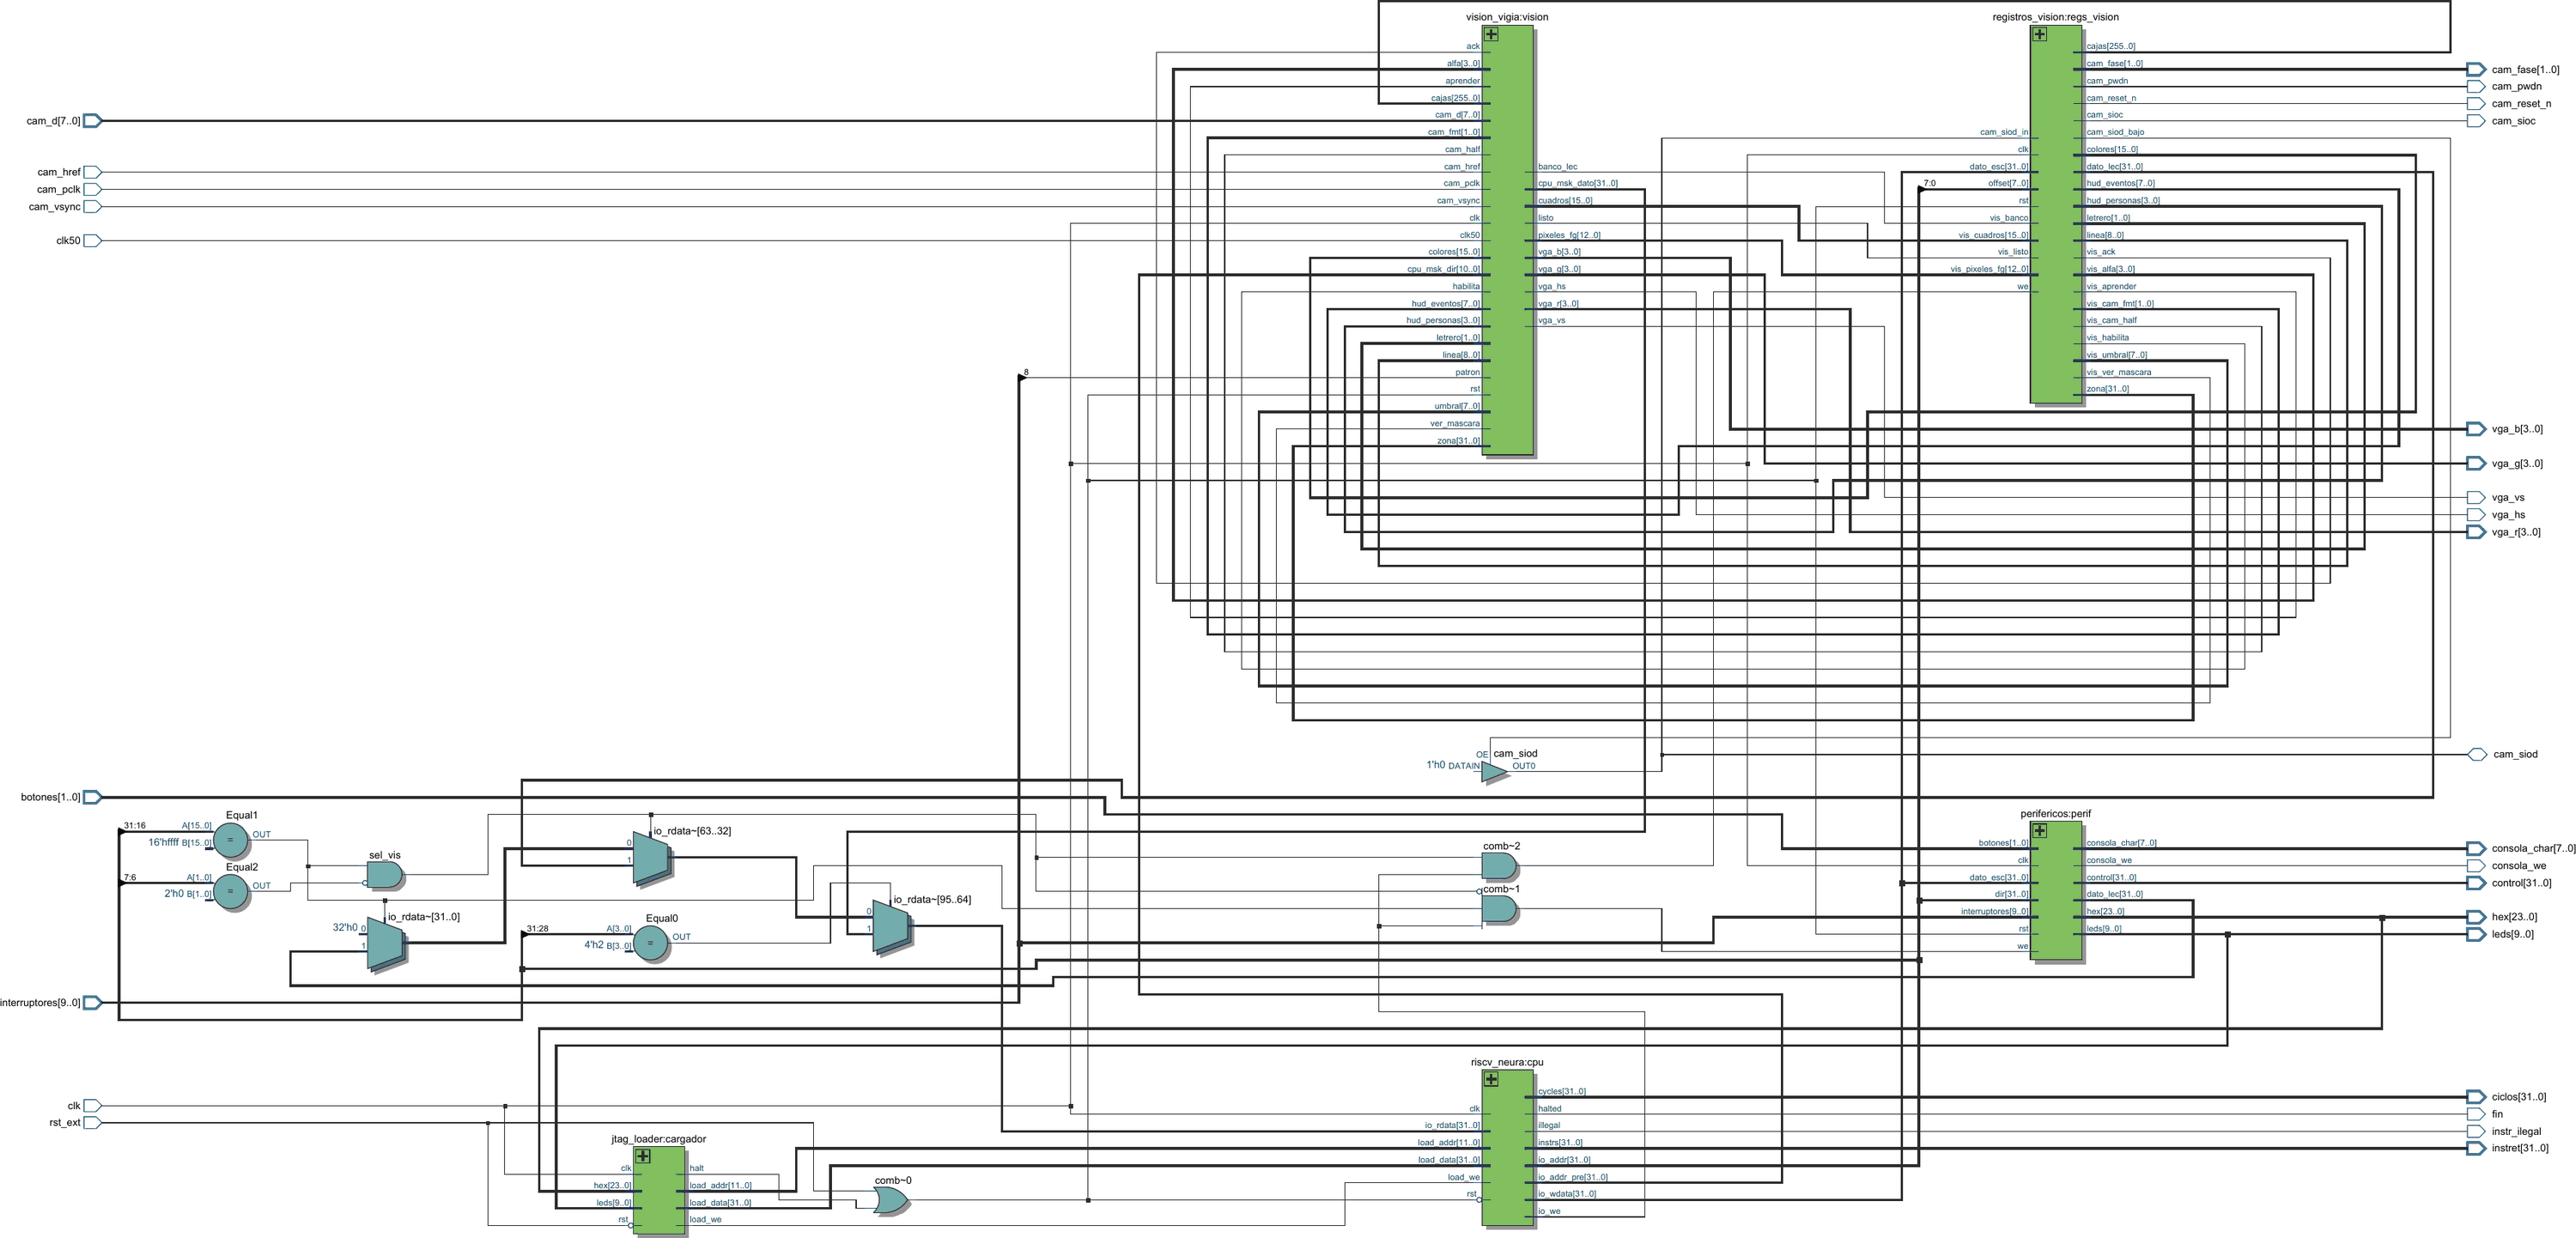 vision_vigia:vision
ack
alfa[3..0]
aprender
cajas[255..0]
cam_d[7..0]
cam_fmt[1..0]
cam_half
cam_href
cam_pclk
cam_vsync
clk
clk50
colores[15..0]
cpu_msk_dir[10..0]
habilita
hud_eventos[7..0]
hud_personas[3..0]
letrero[1..0]
linea[8..0]
patron
rst
umbral[7..0]
ver_mascara
zona[31..0]
banco_lec
cpu_msk_dato[31..0]
cuadros[15..0]
listo
pixeles_fg[12..0]
vga_b[3..0]
vga_g[3..0]
vga_hs
vga_r[3..0]
vga_vs
registros_vision:regs_vision
cam_siod_in
clk
dato_esc[31..0]
7:0
offset[7..0]
rst
vis_banco
vis_cuadros[15..0]
vis_listo
vis_pixeles_fg[12..0]
we
cajas[255..0]
cam_fase[1..0]
cam_pwdn
cam_reset_n
cam_sioc
cam_siod_bajo
colores[15..0]
dato_lec[31..0]
hud_eventos[7..0]
hud_personas[3..0]
letrero[1..0]
linea[8..0]
vis_ack
vis_alfa[3..0]
vis_aprender
vis_cam_fmt[1..0]
vis_cam_half
vis_habilita
vis_umbral[7..0]
vis_ver_mascara
zona[31..0]
cam_fase[1..0]
cam_pwdn
cam_reset_n
cam_sioc
cam_d[7..0]
cam_href
cam_pclk
cam_vsync
clk50
8
vga_b[3..0]
vga_g[3..0]
vga_vs
vga_hs
vga_r[3..0]
OE
cam_siod
1'h0 DATAIN
OUT0
cam_siod
botones[1..0]
Equal1
31:16
A[15..0]
16'hffff B[15..0]
OUT
Equal2
7:6
A[1..0]
2'h0 B[1..0]
OUT
sel_vis
io_rdata~[63..32]
0
1
io_rdata~[31..0]
32'h0 0
1
Equal0
31:28
A[3..0]
4'h2 B[3..0]
OUT
io_rdata~[95..64]
0
1
comb~2
comb~1
perifericos:perif
botones[1..0]
clk
dato_esc[31..0]
dir[31..0]
interruptores[9..0]
rst
we
consola_char[7..0]
consola_we
control[31..0]
dato_lec[31..0]
hex[23..0]
leds[9..0]
consola_char[7..0]
consola_we
control[31..0]
hex[23..0]
leds[9..0]
interruptores[9..0]
clk
rst_ext
jtag_loader:cargador
clk
hex[23..0]
leds[9..0]
rst
halt
load_addr[11..0]
load_data[31..0]
load_we
comb~0
riscv_neura:cpu
clk
io_rdata[31..0]
load_addr[11..0]
load_data[31..0]
load_we
rst
cycles[31..0]
halted
illegal
instrs[31..0]
io_addr[31..0]
io_addr_pre[31..0]
io_wdata[31..0]
io_we
ciclos[31..0]
fin
instr_ilegal
instret[31..0]